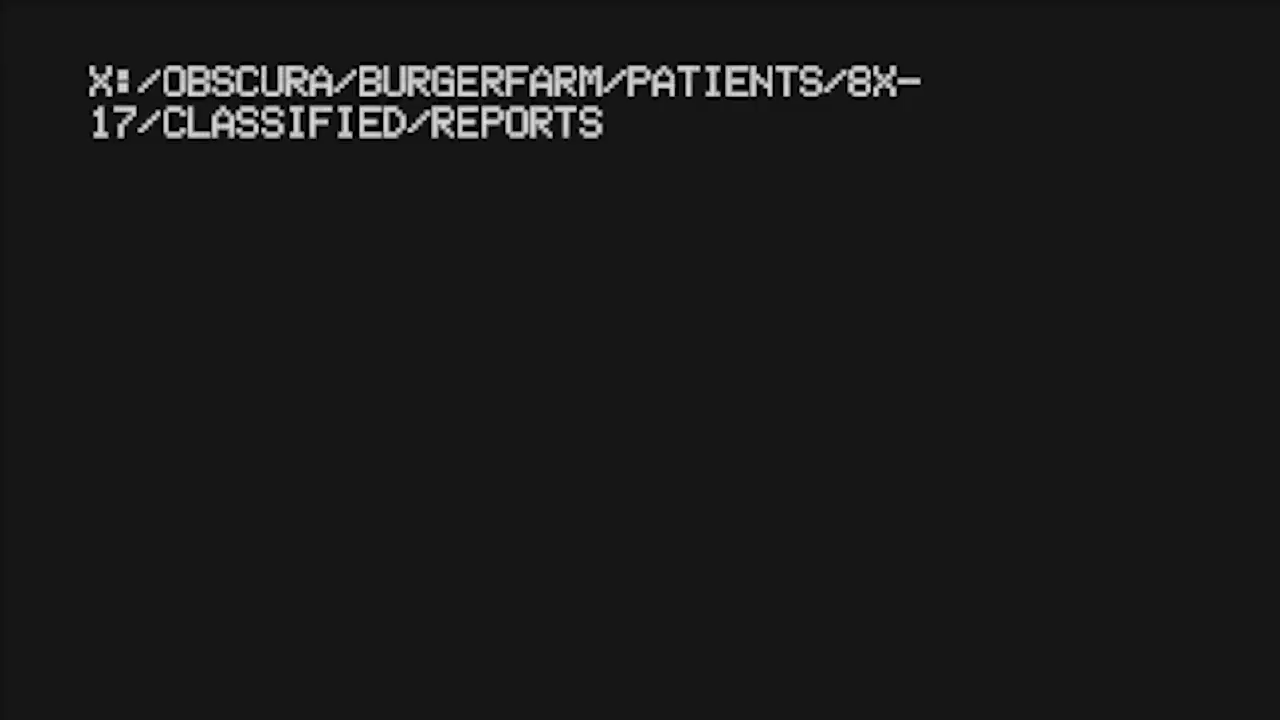 X:/OBSCURA/BURGERFARM/PATIENTS/8X-
17/CLASSIFIED/REPORTS